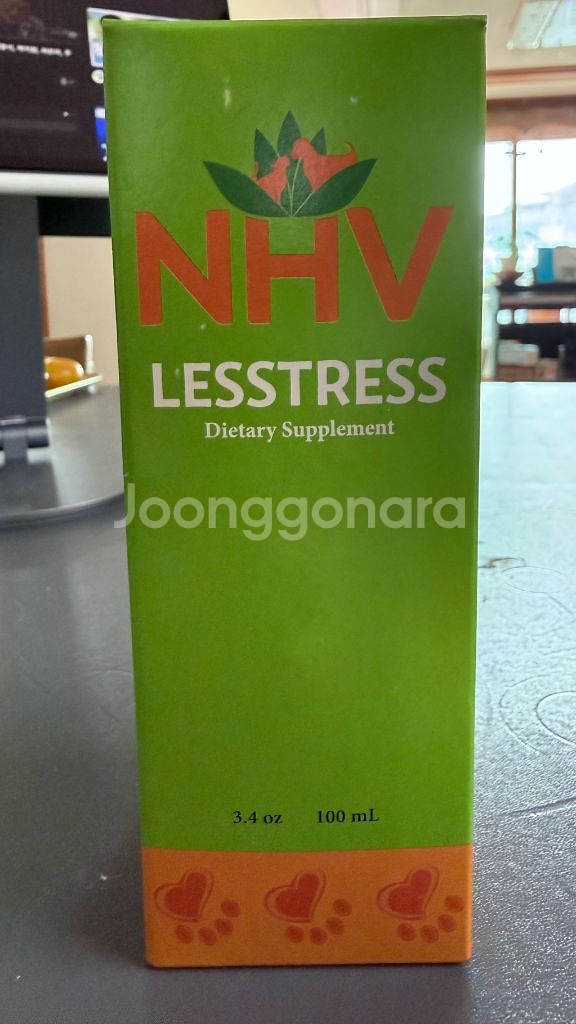 NHV
LESSTRESS
Dietary Supplement
Joonggonara
3.4 oz 100 mL